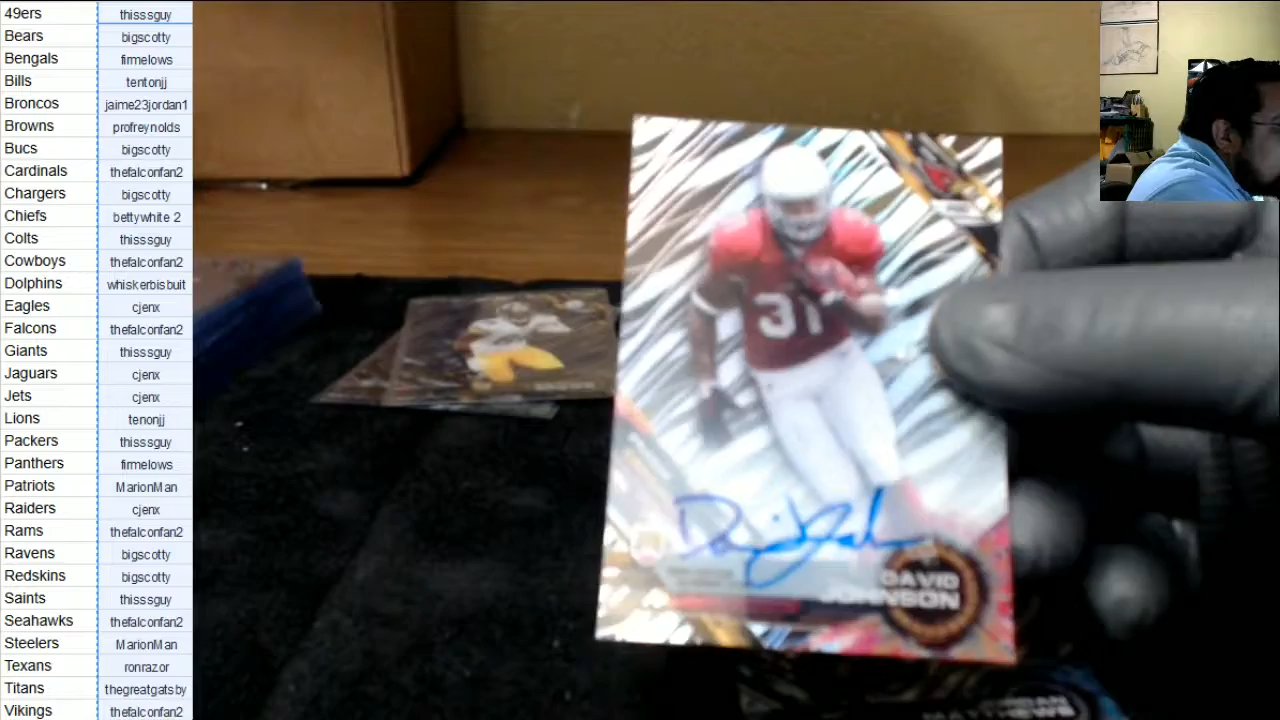 49ers thisssguy
Bears bigscotty
Bengals firmelows
Bills tentonjj
Broncos jaime23jordan1
Browns profreynolds
Bucs bigscotty
Cardinals thefalconfan2
Chargers bigscotty
Chiefs bettywhite 2
Colts thisssguy
Cowboys thefalconfan2
Dolphins whiskerbisbuit
Eagles cjenx
Falcons thefalconfan2
Giants thisssguy
Jaguars cjenx
Jets cjenx
Lions tenonjj
Packers thisssguy
Panthers firmelows
Patriots MarionMan
Raiders cjenx
Rams thefalconfan2
Ravens bigscotty
Redskins bigscotty
Saints thisssguy
Seahawks thefalconfan2
Steelers MarionMan
Texans ronrazor
Titans thegreatgatsby
Vikings thefalconfan2
31
David Johnson
DAVID
JOHNSON
MATTHEWS